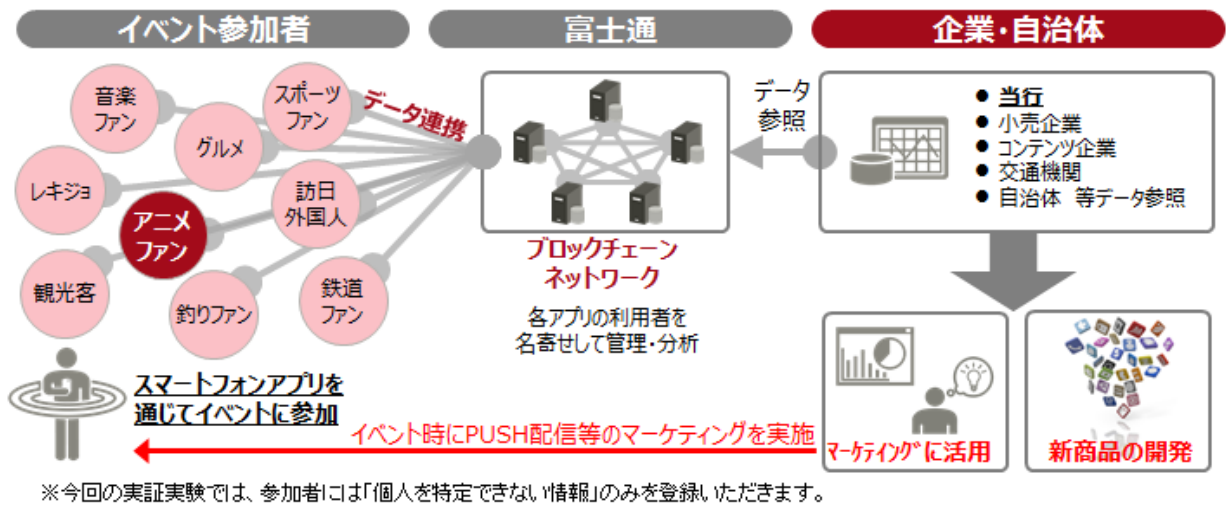 イベント参加者
富士通
企業・自治体
音楽
ファン
スポーツ
ファン
グルメ
レキジョ
訪日
外国人
アニメ
ファン
観光客
釣りファン
鉄道
ファン
データ連携
ブロックチェーン
ネットワーク
各アプリの利用者を
名寄せして管理・分析
データ
参照
● 当行
● 小売企業
● コンテンツ企業
● 交通機関
● 自治体 等データ参照
スマートフォンアプリを
通じてイベントに参加
イベント時にPUSH配信等のマーケティングを実施
マーケティングに活用
新商品の開発
※今回の実証実験では、参加者には「個人を特定できない情報」のみを登録いただきます。